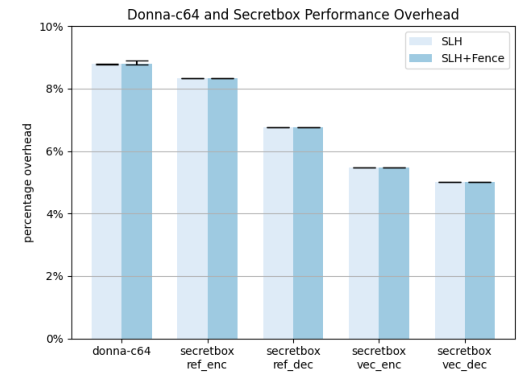 Donna-c64 and Secretbox Performance Overhead
10%
8%
6%
4%
2%
0%
percentage overhead
SLH
SLH+Fence
donna-c64
secretbox
ref_enc
secretbox
ref_dec
secretbox
vec_enc
secretbox
vec_dec